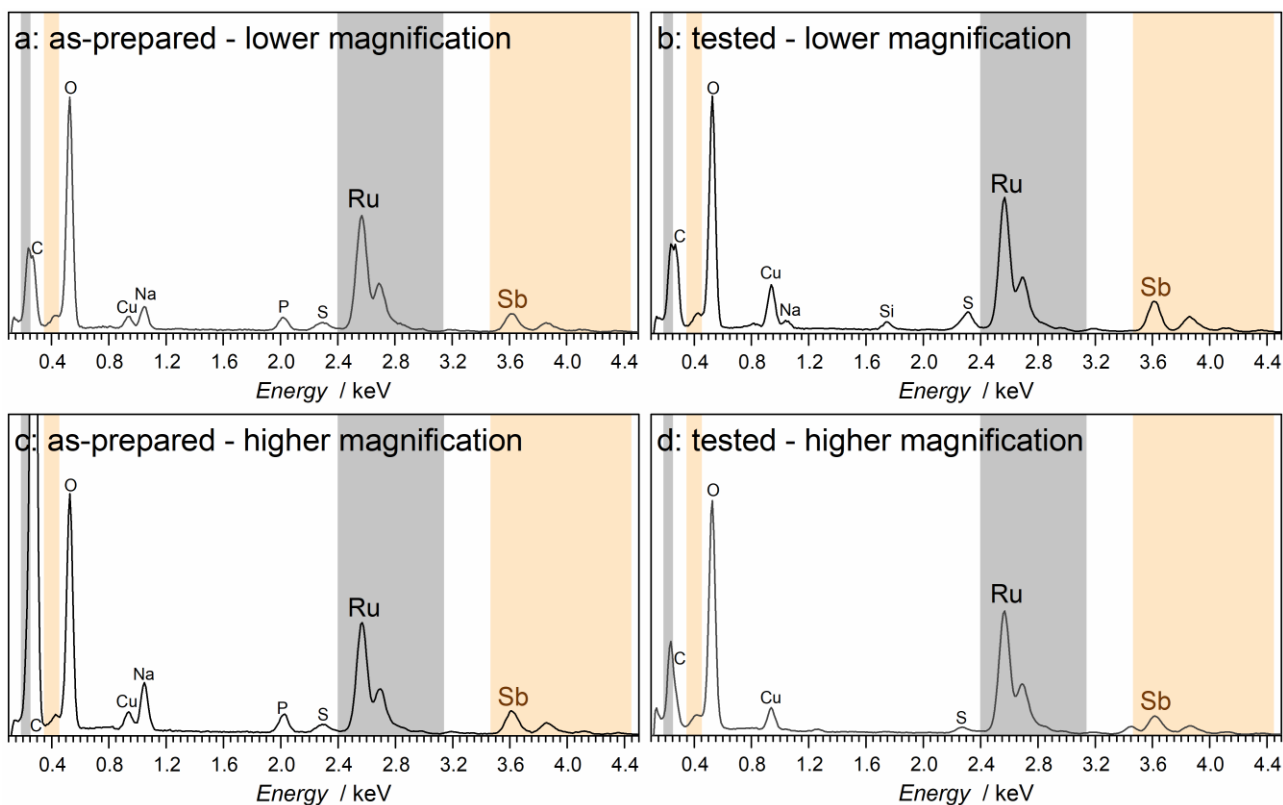 a: as-prepared - lower magnification
O
C
Cu
Na
P
S
Ru
Sb
0.4 0.8 1.2 1.6 2.0 2.4 2.8 3.2 3.6 4.0 4.4
Energy / keV
b: tested - lower magnification
O
C
Cu
Na
Si
S
Ru
Sb
0.4 0.8 1.2 1.6 2.0 2.4 2.8 3.2 3.6 4.0 4.4
Energy / keV
c: as-prepared - higher magnification
O
C
Cu
Na
P
S
Ru
Sb
0.4 0.8 1.2 1.6 2.0 2.4 2.8 3.2 3.6 4.0 4.4
Energy / keV
d: tested - higher magnification
O
C
Cu
S
Ru
Sb
0.4 0.8 1.2 1.6 2.0 2.4 2.8 3.2 3.6 4.0 4.4
Energy / keV